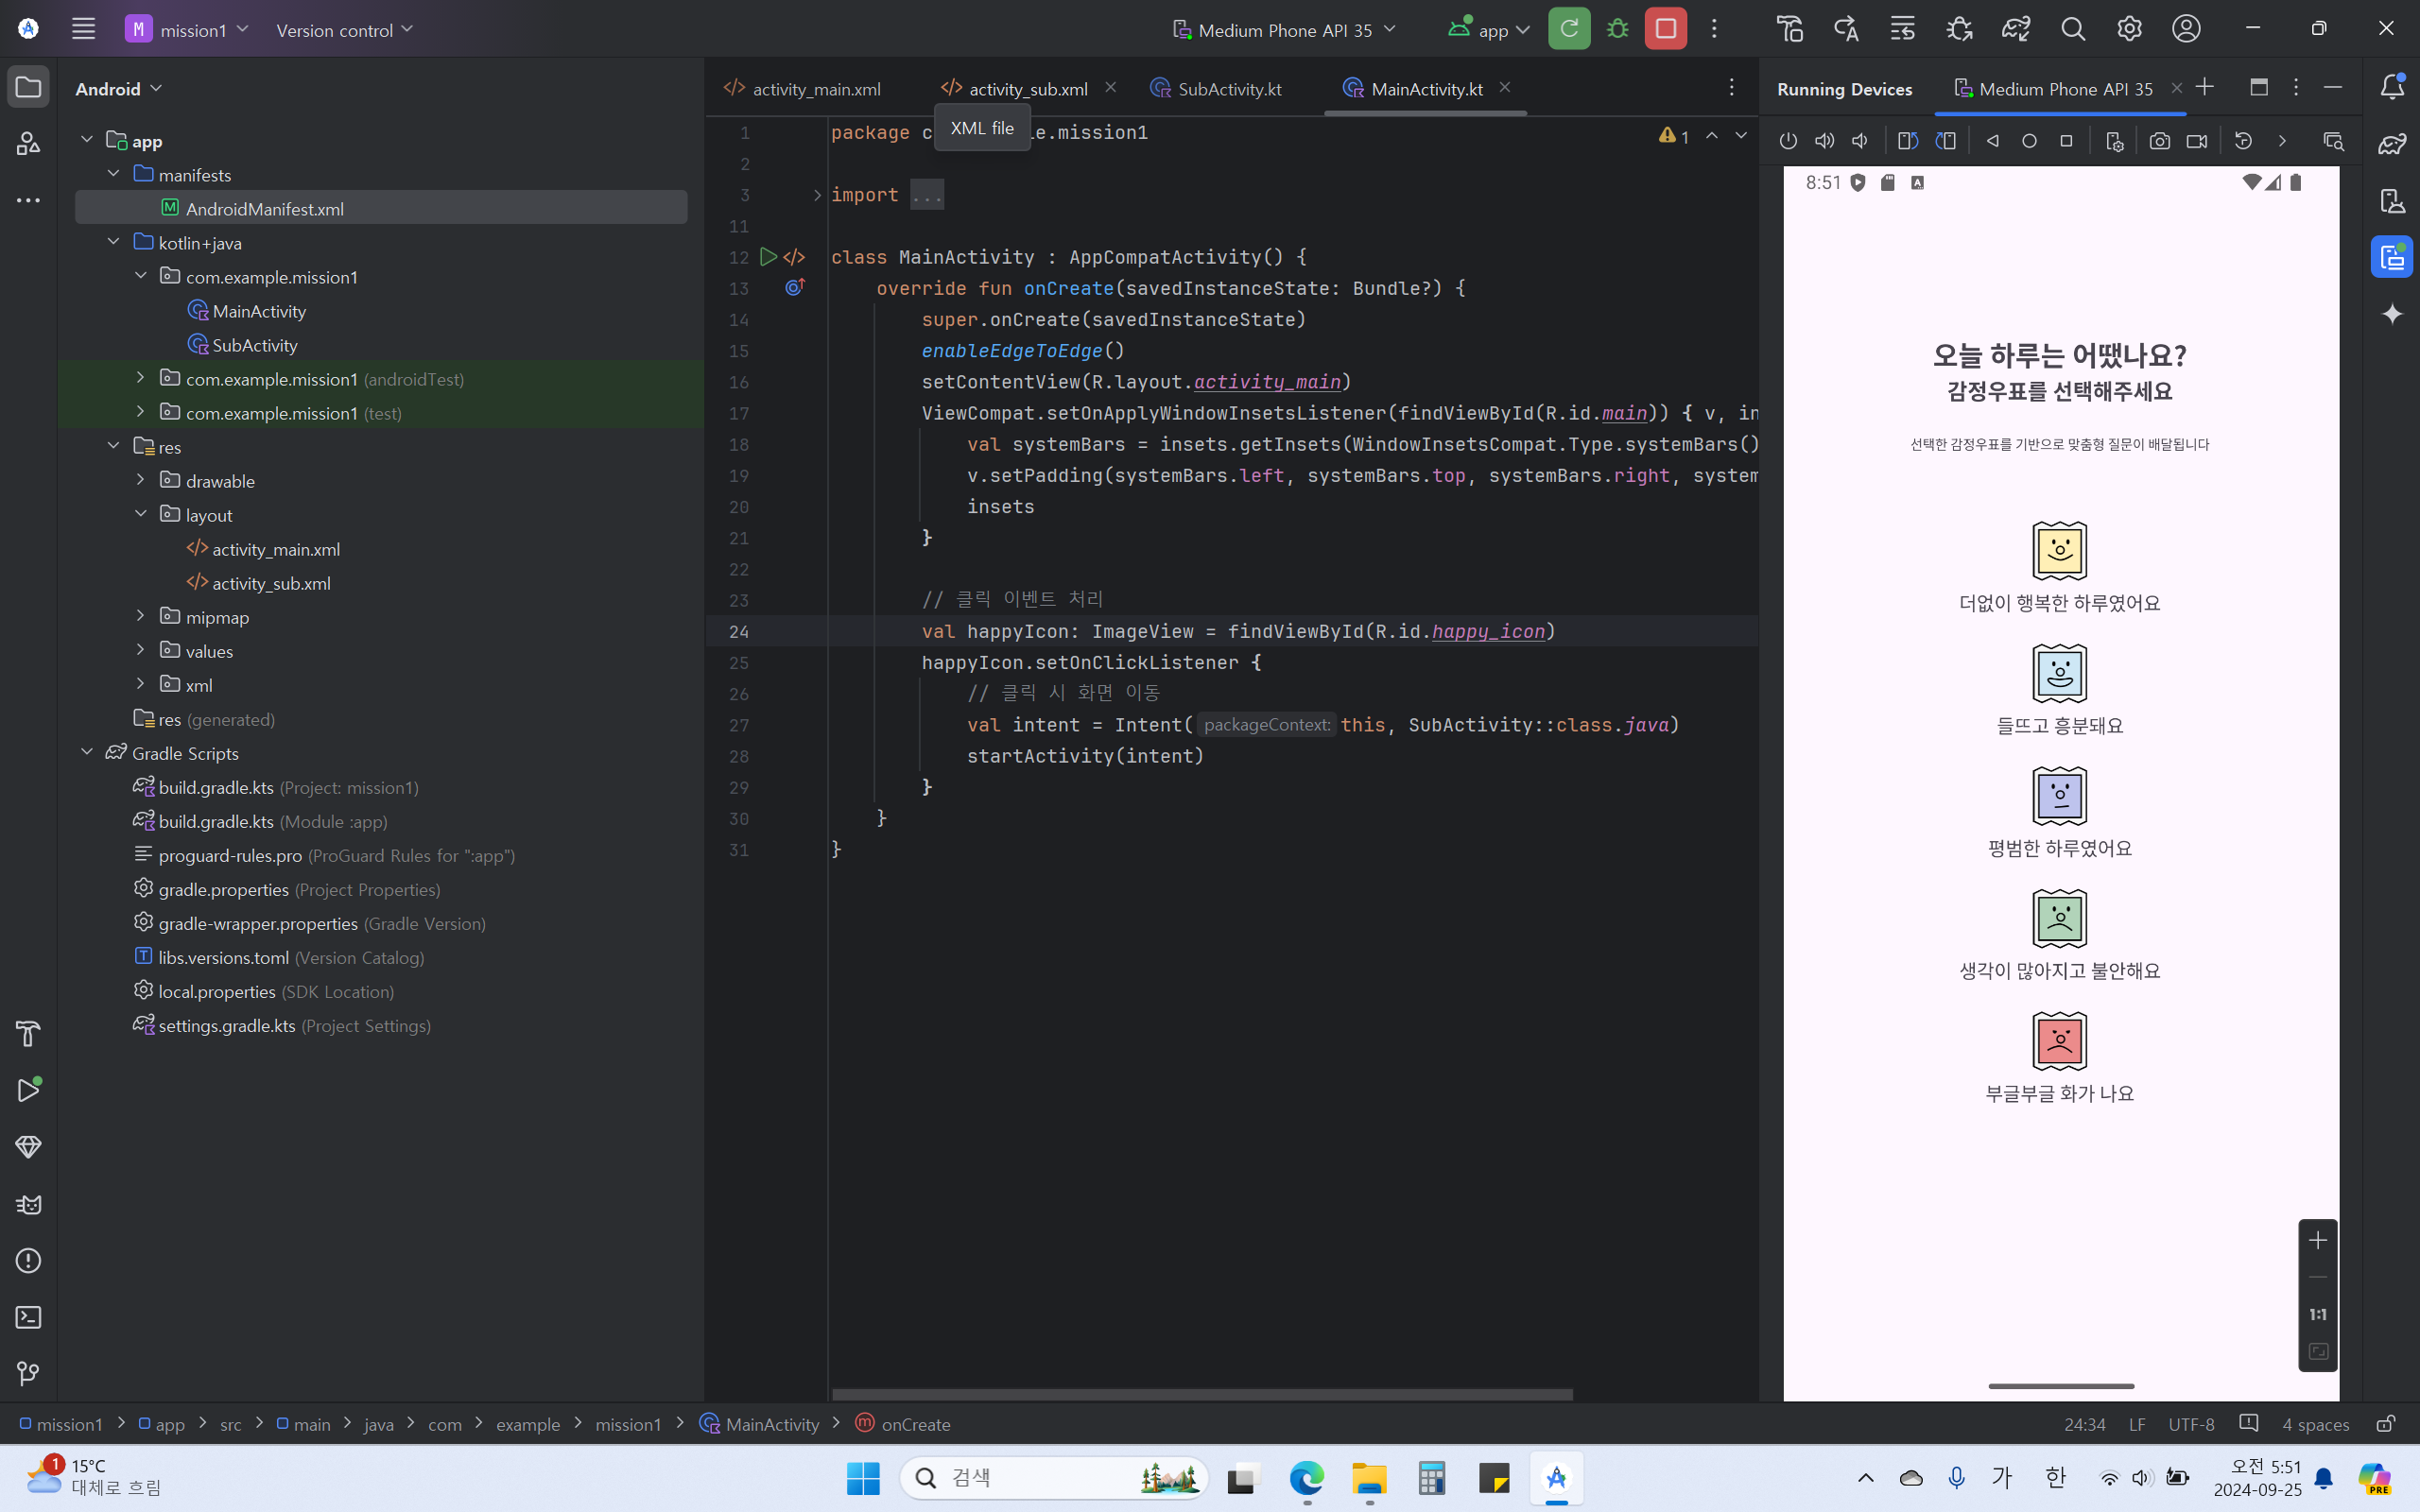 M mission1 Version control Medium Phone API 35 app
Android
app
manifests
AndroidManifest.xml
kotlin+java
com.example.mission1
MainActivity
SubActivity
com.example.mission1 (androidTest)
com.example.mission1 (test)
res
drawable
layout
activity_main.xml
activity_sub.xml
mipmap
values
xml
res (generated)
Gradle Scripts
build.gradle.kts (Project: mission1)
build.gradle.kts (Module :app)
proguard-rules.pro (ProGuard Rules for ":app")
gradle.properties (Project Properties)
gradle-wrapper.properties (Gradle Version)
libs.versions.toml (Version Catalog)
local.properties (SDK Location)
settings.gradle.kts (Project Settings)
activity_main.xml activity_sub.xml SubActivity.kt MainActivity.kt
XML file
1
1 package c le.mission1
2
3 import ...
11
12 class MainActivity : AppCompatActivity() {
13 override fun onCreate(savedInstanceState: Bundle?) {
14 super.onCreate(savedInstanceState)
15 enableEdgeToEdge()
16 setContentView(R.layout.activity_main)
17 ViewCompat.setOnApplyWindowInsetsListener(findViewById(R.id.main)) { v, in
18 val systemBars = insets.getInsets(WindowInsetsCompat.Type.systemBars()
19 v.setPadding(systemBars.left, systemBars.top, systemBars.right, system
20 insets
21 }
22
23 // 클릭 이벤트 처리
24 val happyIcon: ImageView = findViewById(R.id.happy_icon)
25 happyIcon.setOnClickListener {
26 // 클릭 시 화면 이동
27 val intent = Intent( packageContext: this, SubActivity::class.java)
28 startActivity(intent)
29 }
30 }
31 }
Running Devices Medium Phone API 35
8:51
오늘 하루는 어땠나요?
감정우표를 선택해주세요
선택한 감정우표를 기반으로 맞춤형 질문이 배달됩니다
더없이 행복한 하루였어요
들뜨고 흥분돼요
평범한 하루였어요
생각이 많아지고 불안해요
부글부글 화가 나요
1:1
mission1 app src main java com example mission1 MainActivity onCreate
24:34 LF UTF-8 4 spaces
1
15°C
대체로 흐림
검색
가 한
오전 5:51
2024-09-25
PRE